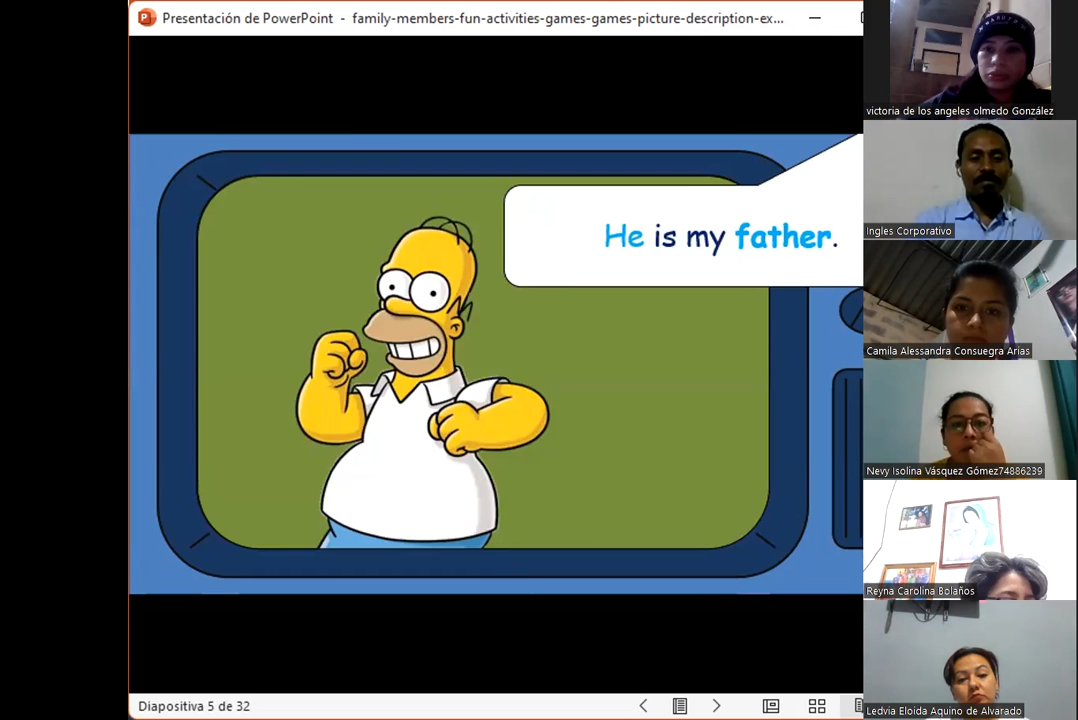 Presentación de PowerPoint - family-members-fun-activities-games-games-picture-description-ex...
He is my father.
Diapositiva 5 de 32
victoria de los angeles olmedo González
Ingles Corporativo
Camila Alessandra Consuegra Arias
Nevy Isolina Vásquez Gómez74886239
Reyna Carolina Bolaños
Ledvia Eloida Aquino de Alvarado